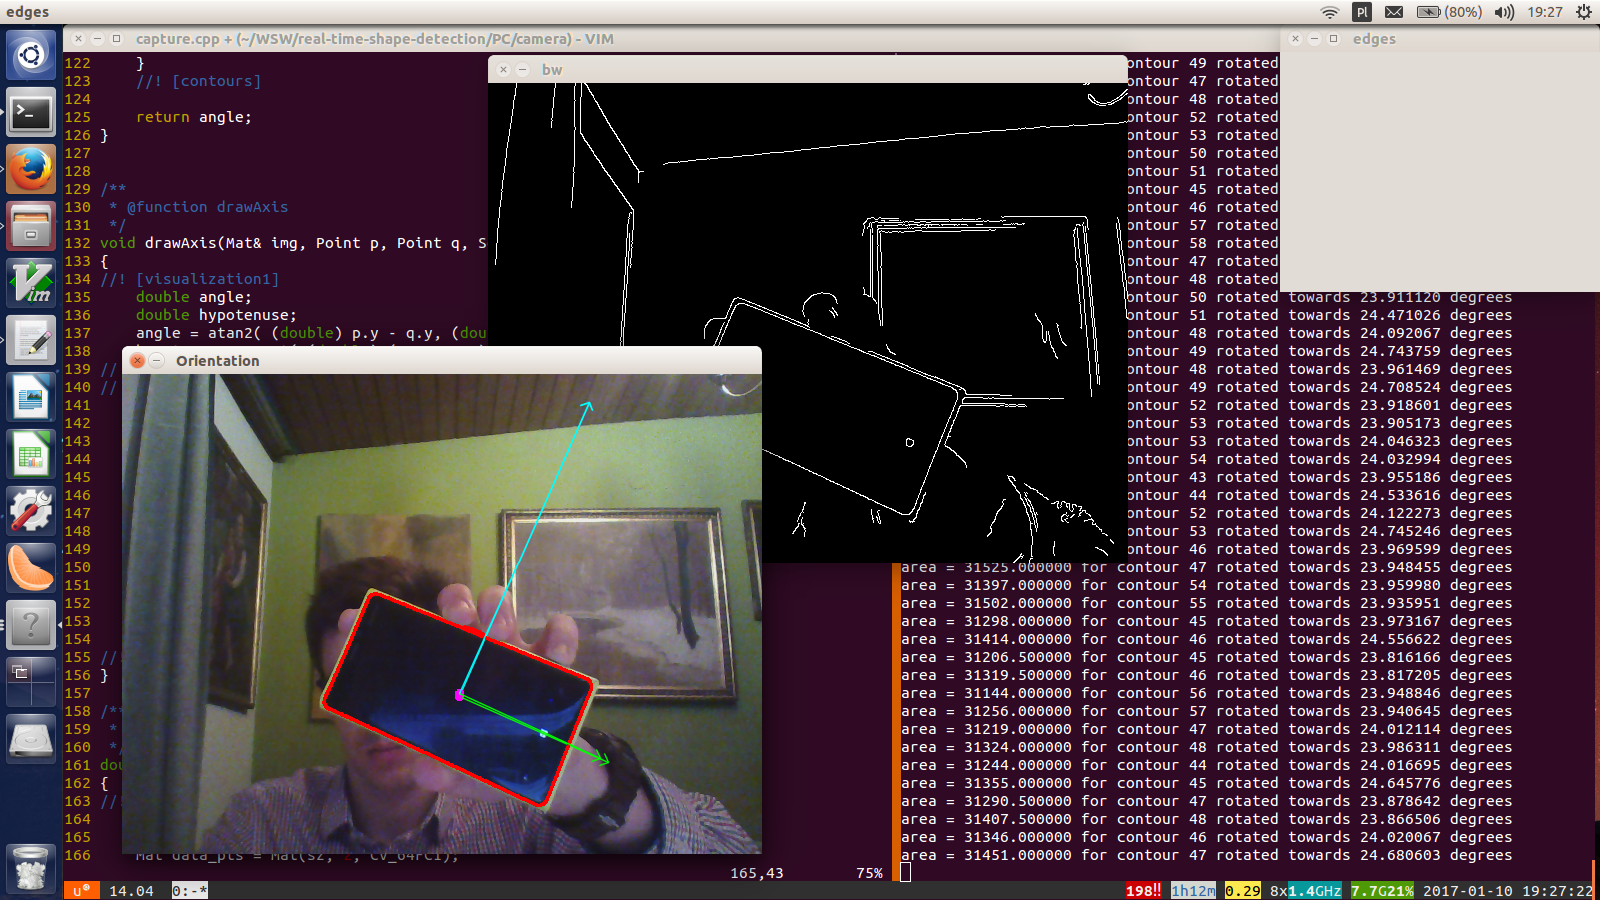 edges
Pl
(80%)
19:27
capture.cpp + (~/WSW/real-time-shape-detection/PC/camera) - VIM
122 }
123 //! [contours]
124
125 return angle;
126 }
127
128
129 /**
130 * @function drawAxis
131 */
132 void drawAxis(Mat& img, Point p, Point q, S
133 {
134 //! [visualization1]
135 double angle;
136 double hypotenuse;
137 angle = atan2( (double) p.y - q.y, (dou
138
139 //
140 //
141
142
143
144
145
146
147
148
149
150
151
152
153
154
155 //
156 }
157
158 /**
159 *
160 */
161 dou
162 {
163 //
164
165
166 Mat data_pts = Mat(sz, 2, CV_64FC1);
165,43 75%
bw
Orientation
edges
ontour 49 rotated
ontour 47 rotated
ontour 48 rotated
ontour 52 rotated
ontour 53 rotated
ontour 50 rotated
ontour 51 rotated
ontour 45 rotated
ontour 46 rotated
ontour 57 rotated
ontour 58 rotated
ontour 47 rotated
ontour 48 rotated
ontour 50 rotated towards 23.911120 degrees
ontour 51 rotated towards 24.471026 degrees
ontour 48 rotated towards 24.092067 degrees
ontour 49 rotated towards 24.743759 degrees
ontour 48 rotated towards 23.961469 degrees
ontour 49 rotated towards 24.708524 degrees
ontour 52 rotated towards 23.918601 degrees
ontour 53 rotated towards 23.905173 degrees
ontour 53 rotated towards 24.046323 degrees
ontour 54 rotated towards 24.032994 degrees
ontour 43 rotated towards 23.955186 degrees
ontour 44 rotated towards 24.533616 degrees
ontour 52 rotated towards 24.122273 degrees
ontour 53 rotated towards 24.745246 degrees
ontour 46 rotated towards 23.969599 degrees
area = 31525.000000 for contour 47 rotated towards 23.948455 degrees
area = 31397.000000 for contour 54 rotated towards 23.959980 degrees
area = 31502.000000 for contour 55 rotated towards 23.935951 degrees
area = 31298.000000 for contour 45 rotated towards 23.973167 degrees
area = 31414.000000 for contour 46 rotated towards 24.556622 degrees
area = 31206.500000 for contour 45 rotated towards 23.816166 degrees
area = 31319.500000 for contour 46 rotated towards 23.817205 degrees
area = 31144.000000 for contour 56 rotated towards 23.948846 degrees
area = 31256.000000 for contour 57 rotated towards 23.940645 degrees
area = 31219.000000 for contour 47 rotated towards 24.012114 degrees
area = 31324.000000 for contour 48 rotated towards 23.986311 degrees
area = 31244.000000 for contour 44 rotated towards 24.016695 degrees
area = 31355.000000 for contour 45 rotated towards 24.645776 degrees
area = 31290.500000 for contour 47 rotated towards 23.878642 degrees
area = 31407.500000 for contour 48 rotated towards 23.866506 degrees
area = 31346.000000 for contour 46 rotated towards 24.020067 degrees
area = 31451.000000 for contour 47 rotated towards 24.680603 degrees
u 14.04 0:-* 198!! 1h12m 0.29 8x1.4GHz 7.7G21% 2017-01-10 19:27:22